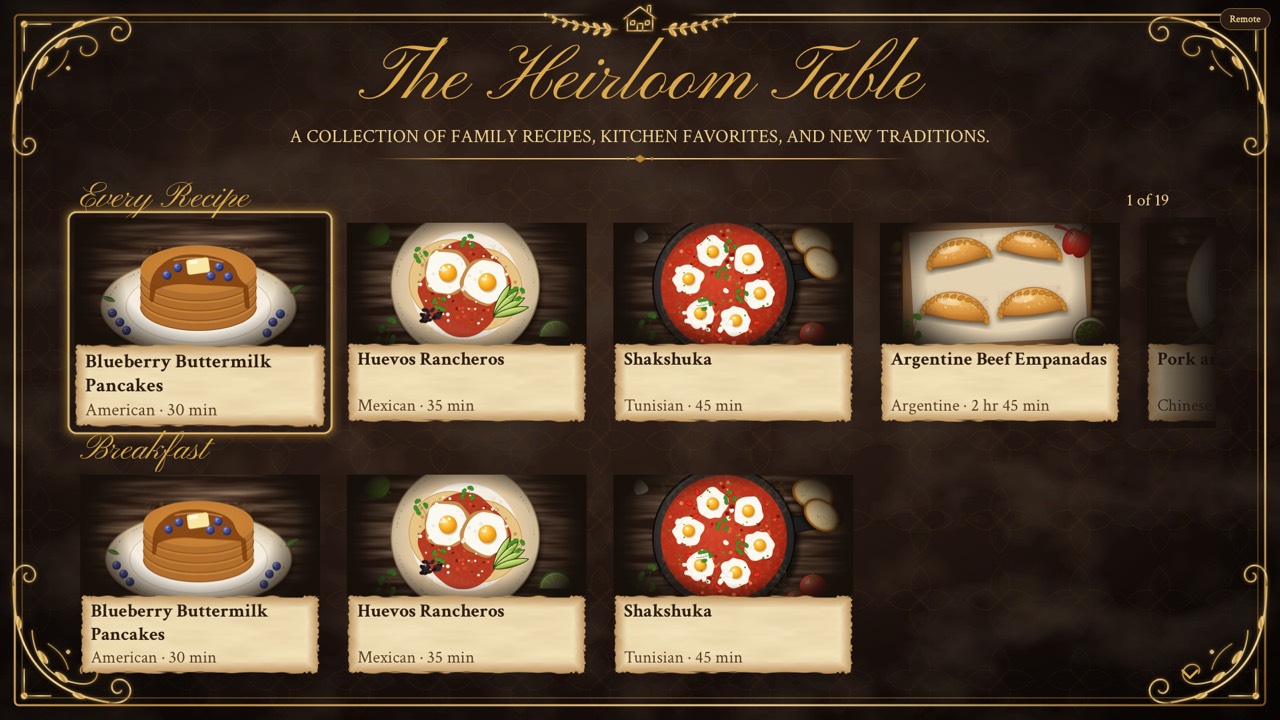 Remote
The Heirloom Table
A COLLECTION OF FAMILY RECIPES, KITCHEN FAVORITES, AND NEW TRADITIONS.
Every Recipe
1 of 19
Blueberry Buttermilk
Pancakes
American · 30 min
Huevos Rancheros
Mexican · 35 min
Shakshuka
Tunisian · 45 min
Argentine Beef Empanadas
Argentine · 2 hr 45 min
Pork
Chinese
Breakfast
Blueberry Buttermilk
Pancakes
American · 30 min
Huevos Rancheros
Mexican · 35 min
Shakshuka
Tunisian · 45 min